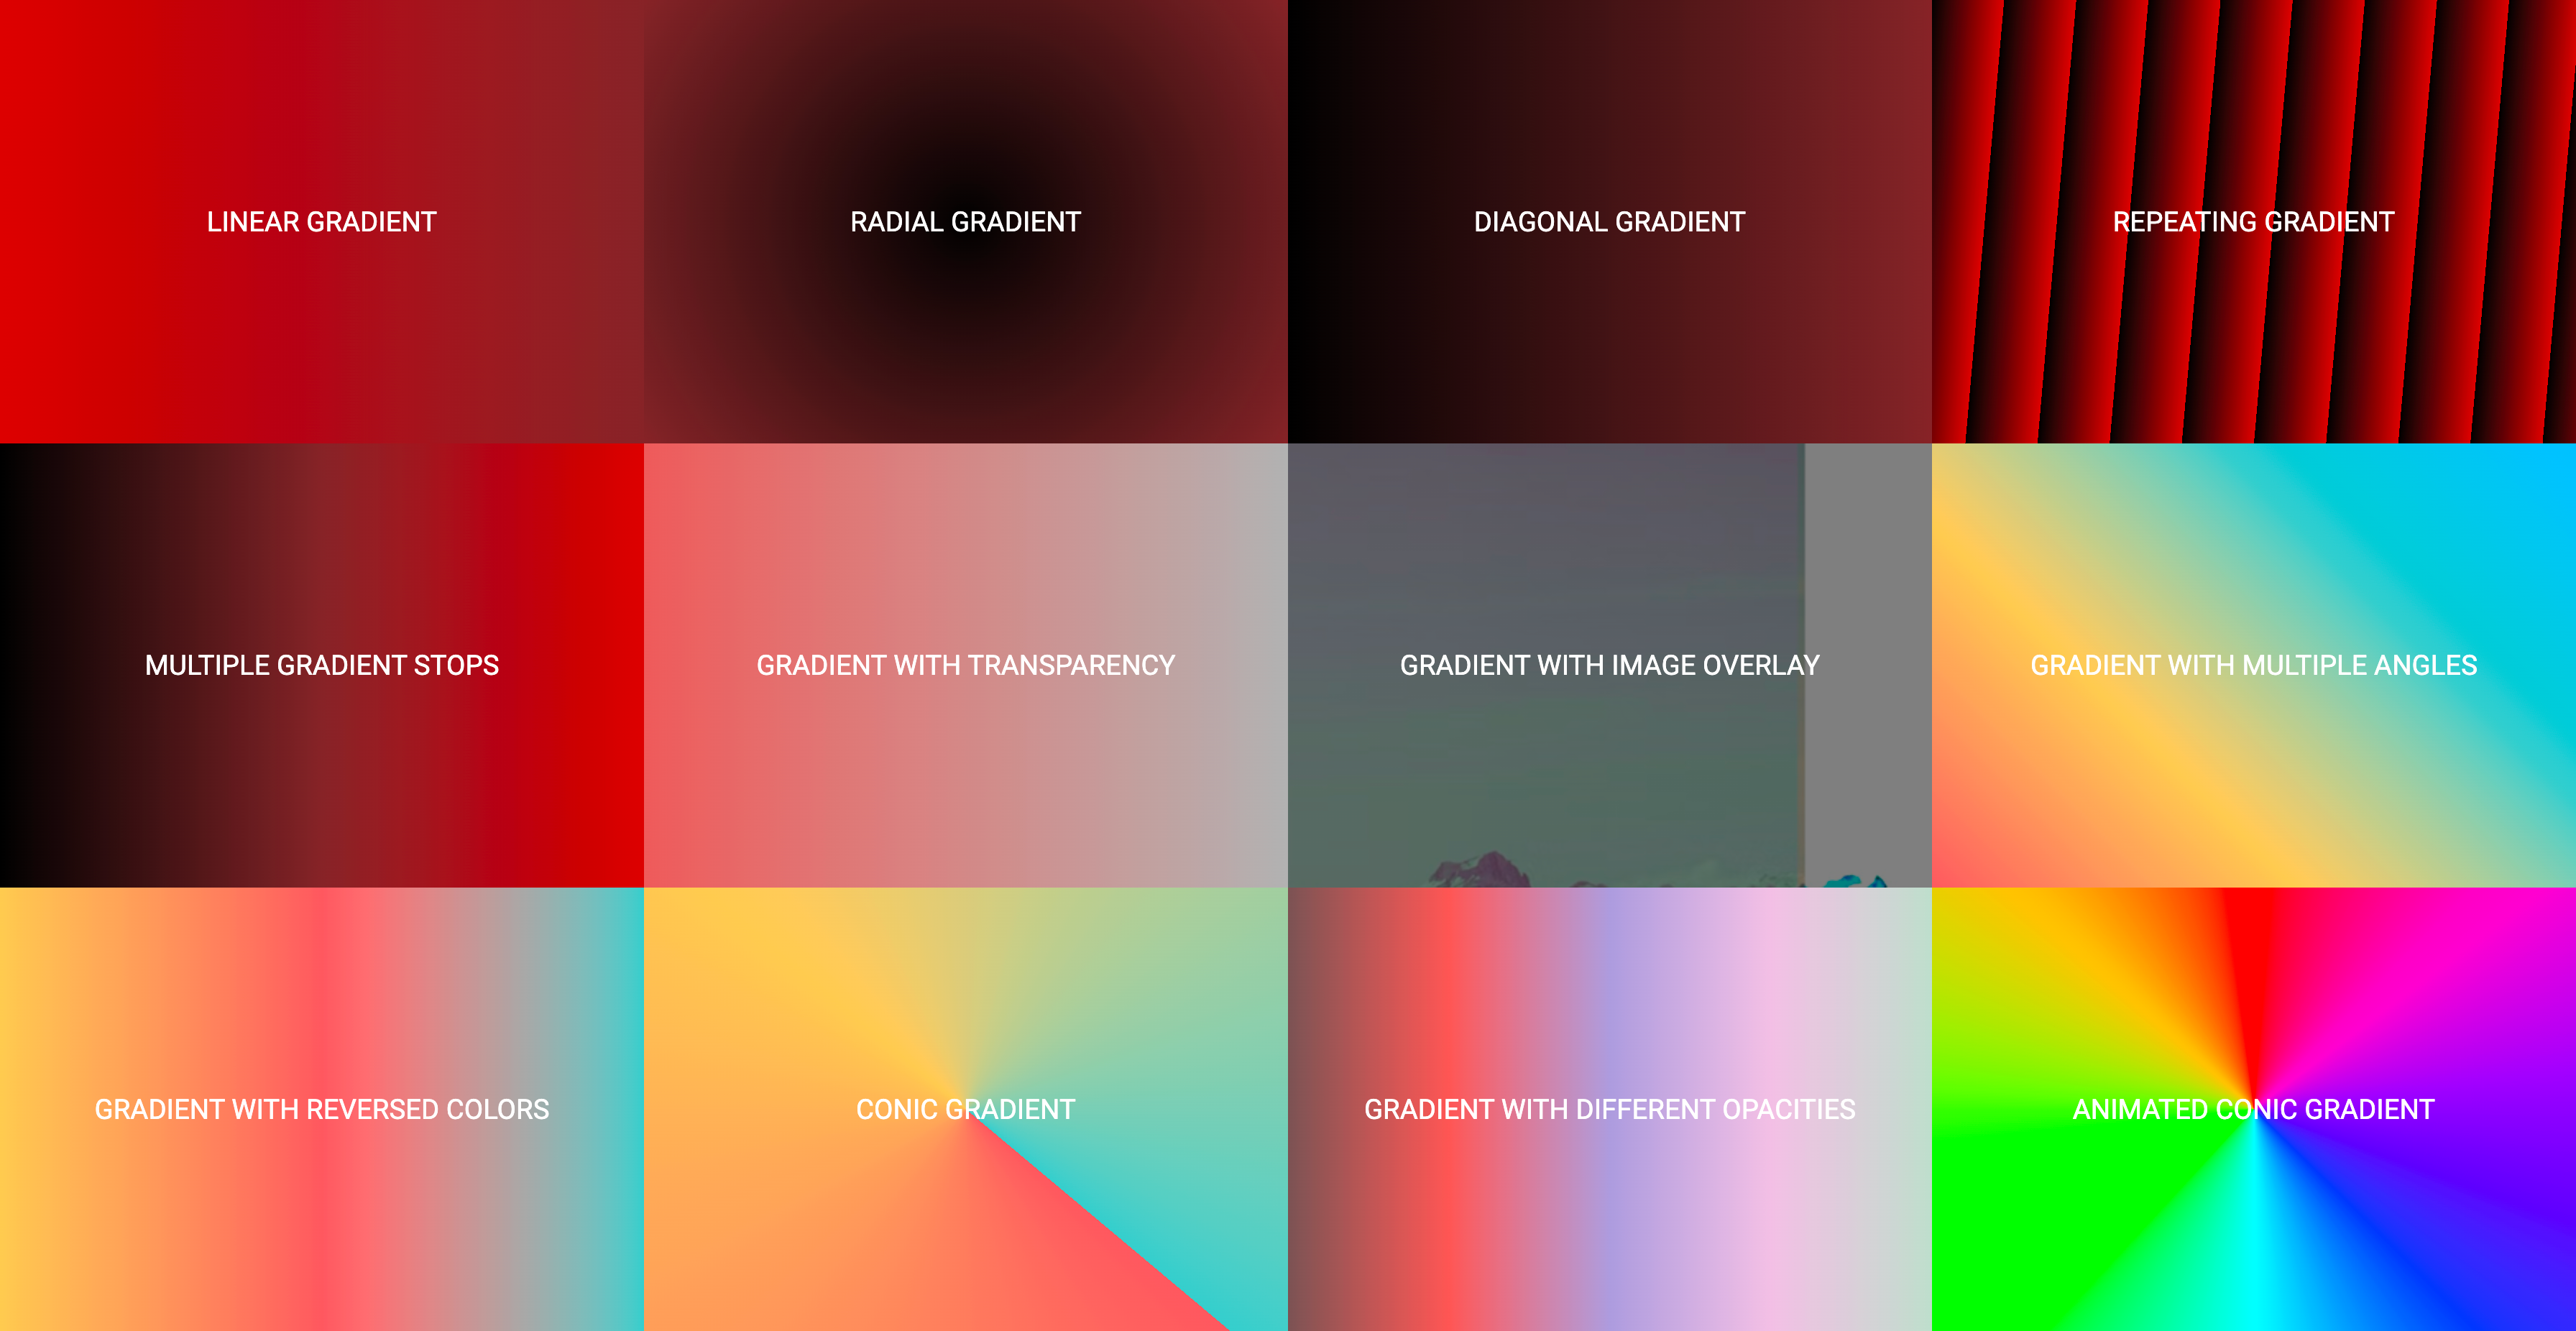 LINEAR GRADIENT
RADIAL GRADIENT
DIAGONAL GRADIENT
REPEATING GRADIENT
MULTIPLE GRADIENT STOPS
GRADIENT WITH TRANSPARENCY
GRADIENT WITH IMAGE OVERLAY
GRADIENT WITH MULTIPLE ANGLES
GRADIENT WITH REVERSED COLORS
CONIC GRADIENT
GRADIENT WITH DIFFERENT OPACITIES
ANIMATED CONIC GRADIENT